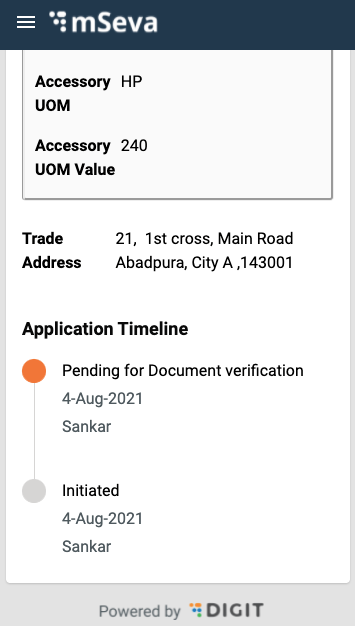 mSeva
Accessory HP
UOM
Accessory 240
UOM Value
Trade 21, 1st cross, Main Road
Address Abadpura, City A ,143001
Application Timeline
Pending for Document verification
4-Aug-2021
Sankar
Initiated
4-Aug-2021
Sankar
Powered by DIGIT